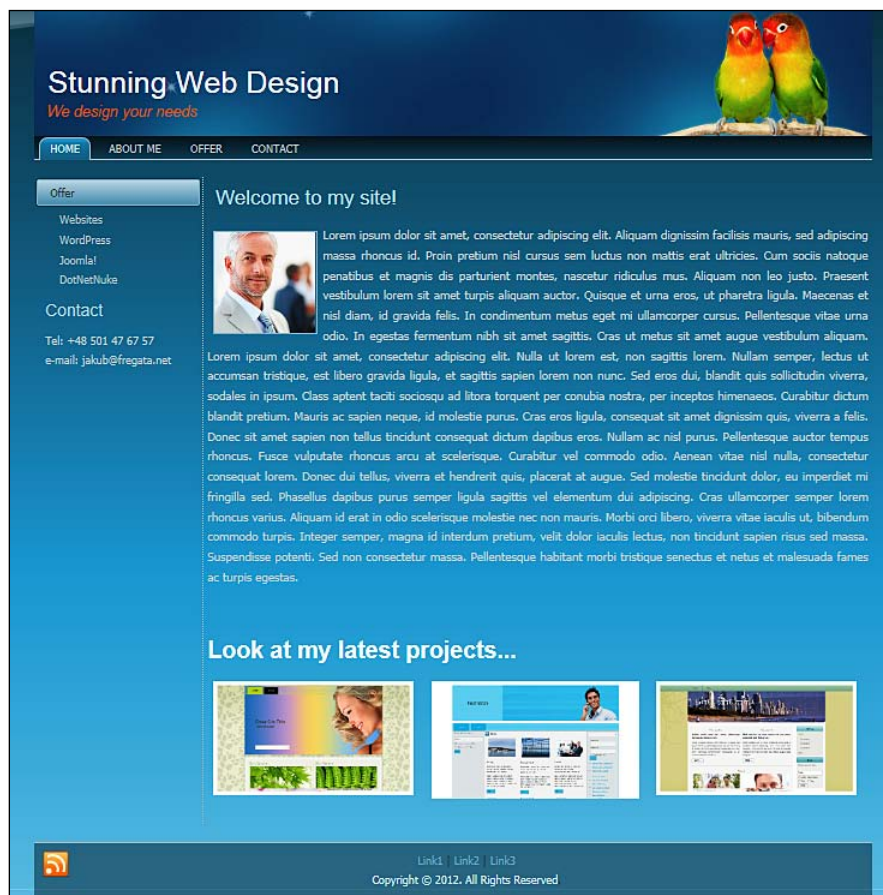 Stunning Web Design
We design your needs
HOME ABOUT ME OFFER CONTACT
Offer
Websites
WordPress
Joomla!
DotNetNuke
Contact
Tel: +48 501 47 67 57
e-mail: jakub@fregata.net
Welcome to my site!
Lorem ipsum dolor sit amet, consectetur adipiscing elit. Aliquam dignissim facilisis mauris, sed adipiscing
massa rhoncus id. Proin pretium nisl cursus sem luctus non mattis erat ultricies. Cum sociis natoque
penatibus et magnis dis parturient montes, nascetur ridiculus mus. Aliquam non leo justo. Praesent
vestibulum lorem sit amet turpis aliquam auctor. Quisque et urna eros, ut pharetra ligula. Maecenas et
nisl diam, id gravida felis. In condimentum metus eget mi ullamcorper cursus. Pellentesque vitae urna
odio. In egestas fermentum nibh sit amet sagittis. Cras ut metus sit amet augue vestibulum aliquam.
Lorem ipsum dolor sit amet, consectetur adipiscing elit. Nulla ut lorem est, non sagittis lorem. Nullam semper, lectus ut
accumsan tristique, est libero gravida ligula, et sagittis sapien lorem non nunc. Sed eros dui, blandit quis sollicitudin viverra,
sodales in ipsum. Class aptent taciti sociosqu ad litora torquent per conubia nostra, per inceptos himenaeos. Curabitur dictum
blandit pretium. Mauris ac sapien neque, id molestie purus. Cras eros ligula, consequat sit amet dignissim quis, viverra a felis.
Donec sit amet sapien non tellus tincidunt consequat dictum dapibus eros. Nullam ac nisl purus. Pellentesque auctor tempus
rhoncus. Fusce vulputate rhoncus arcu at scelerisque. Curabitur vel commodo odio. Aenean vitae nisl nulla, consectetur
consequat lorem. Donec dui tellus, viverra et hendrerit quis, placerat at augue. Sed molestie tincidunt dolor, eu imperdiet mi
fringilla sed. Phasellus dapibus purus semper ligula sagittis vel elementum dui adipiscing. Cras ullamcorper semper lorem
rhoncus varius. Aliquam id erat in odio scelerisque molestie nec non mauris. Morbi orci libero, viverra vitae iaculis ut, bibendum
commodo turpis. Integer semper, magna id interdum pretium, velit dolor iaculis lectus, non tincidunt sapien risus sed massa.
Suspendisse potenti. Sed non consectetur massa. Pellentesque habitant morbi tristique senectus et netus et malesuada fames
ac turpis egestas.
Look at my latest projects...
Link1 | Link2 | Link3
Copyright © 2012. All Rights Reserved